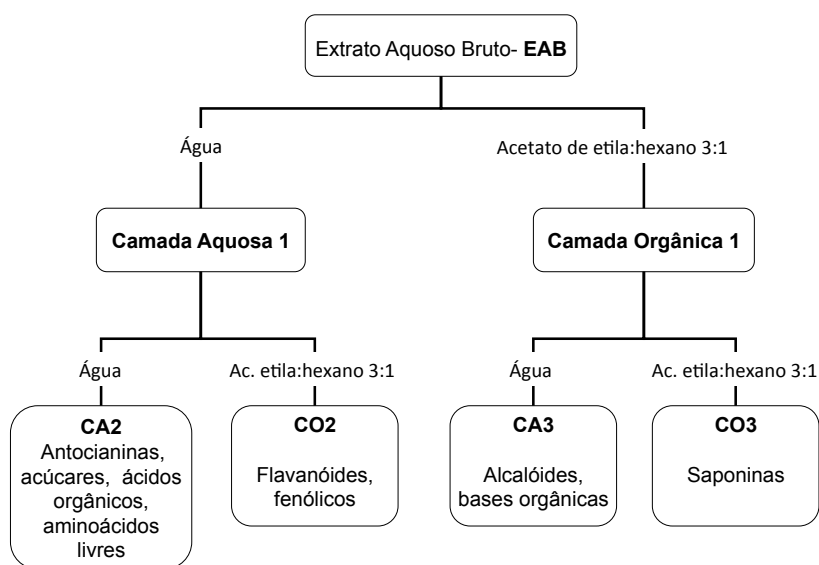 Extrato Aquoso Bruto- EAB
Água
Acetato de etila:hexano 3:1
Camada Aquosa 1
Camada Orgânica 1
Água
Ac. etila:hexano 3:1
Água
Ac. etila:hexano 3:1
CA2
Antocianinas,
acúcares, ácidos
orgânicos,
aminoácidos
livres
CO2
Flavanóides,
fenólicos
CA3
Alcalóides,
bases orgânicas
CO3
Saponinas